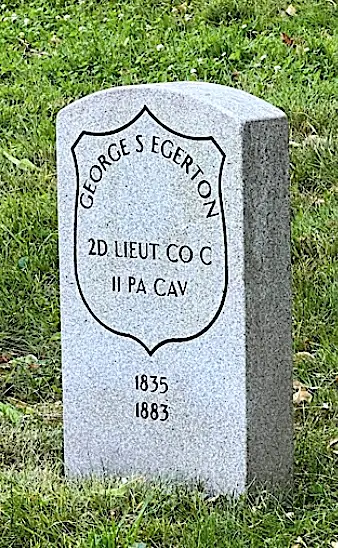 GEORGE S EGERTON
2D LIEUT CO C
11 PA CAV
1835
1883